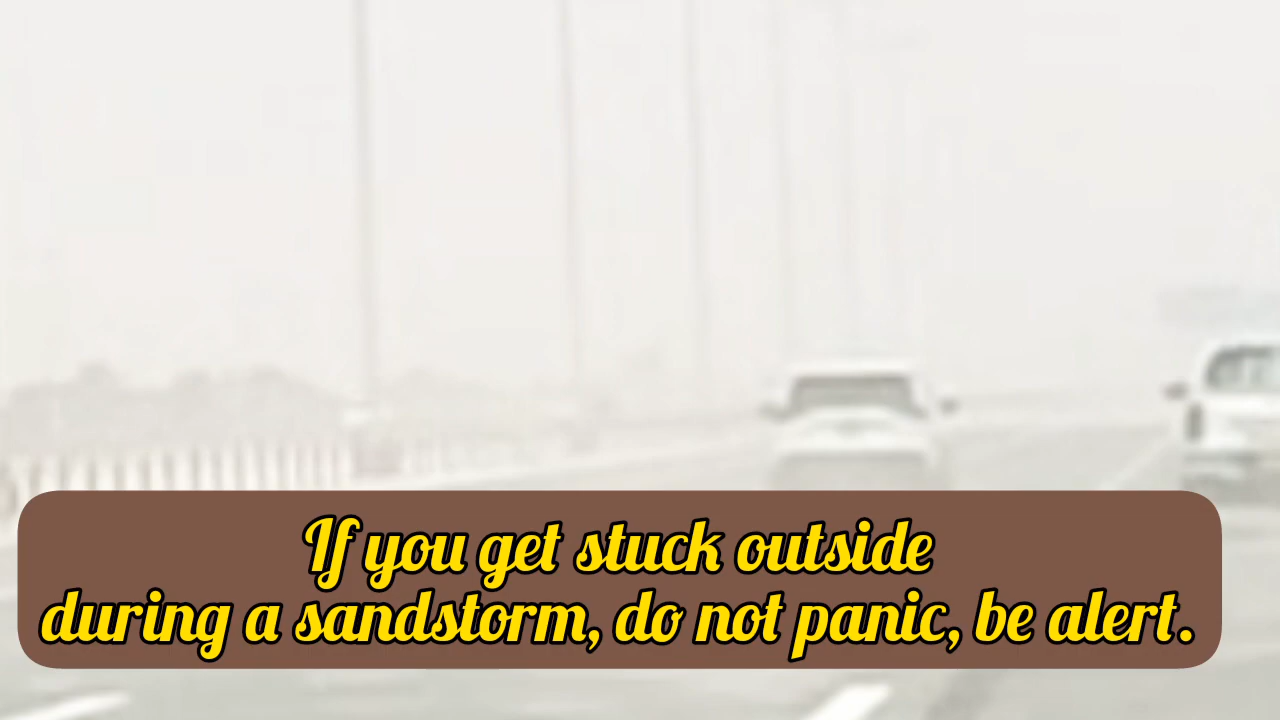 If you get stuck outside
during a sandstorm, do not panic, be alert.